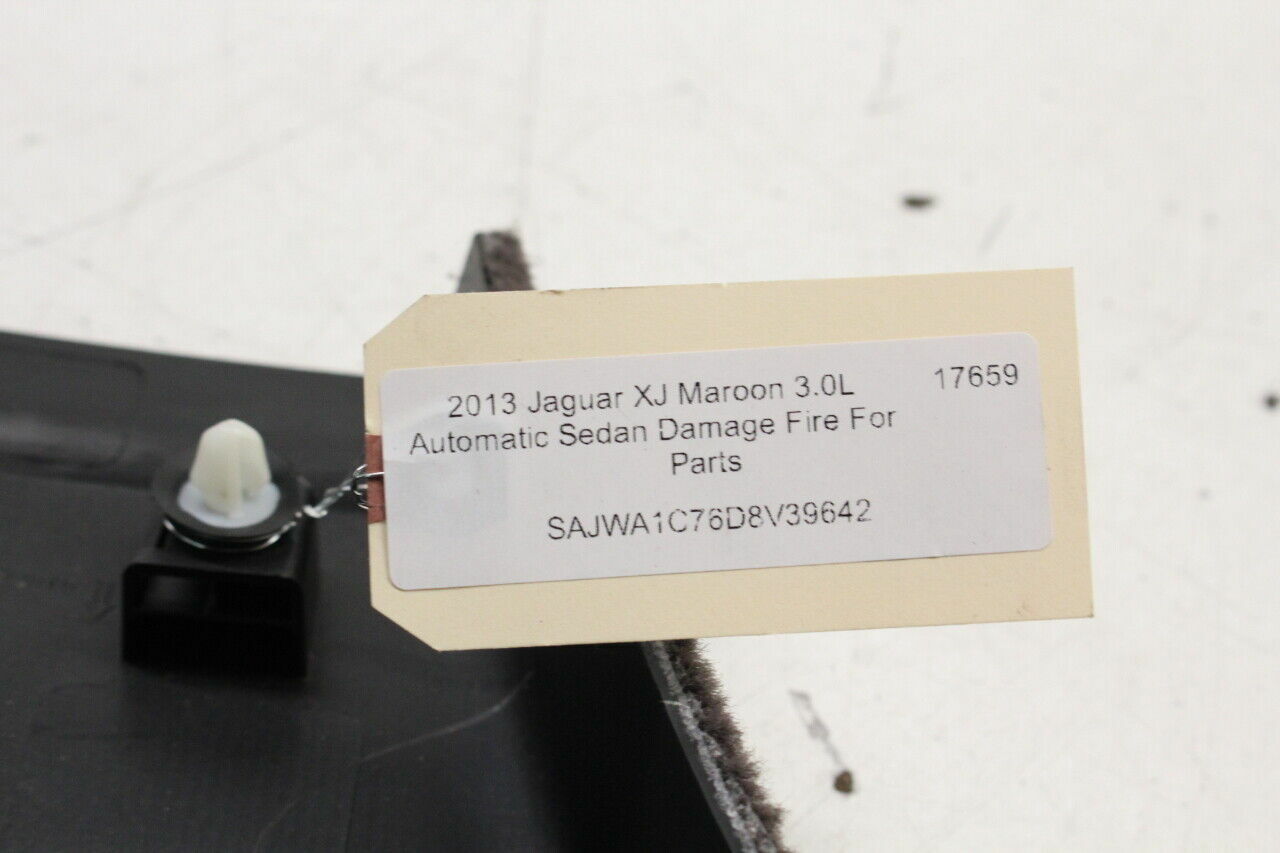 2013 Jaguar XJ Maroon 3.0L 17659
Automatic Sedan Damage Fire For
Parts
SAJWA1C76D8V39642